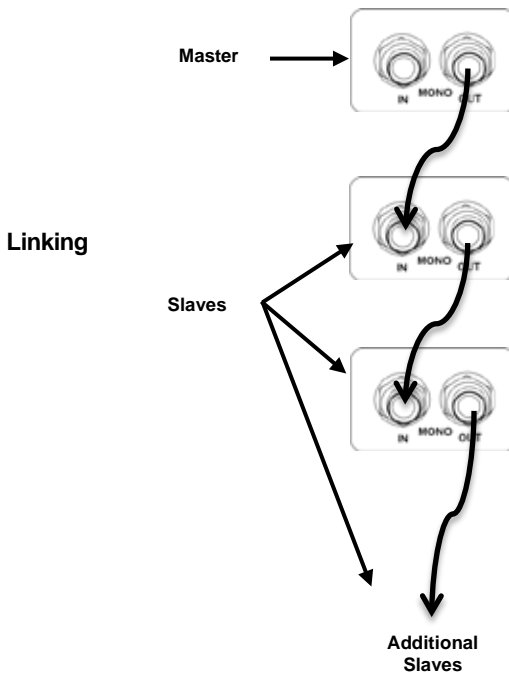 Master
IN MONO OUT
Linking
IN MONO OUT
Slaves
IN MONO OUT
Additional
Slaves